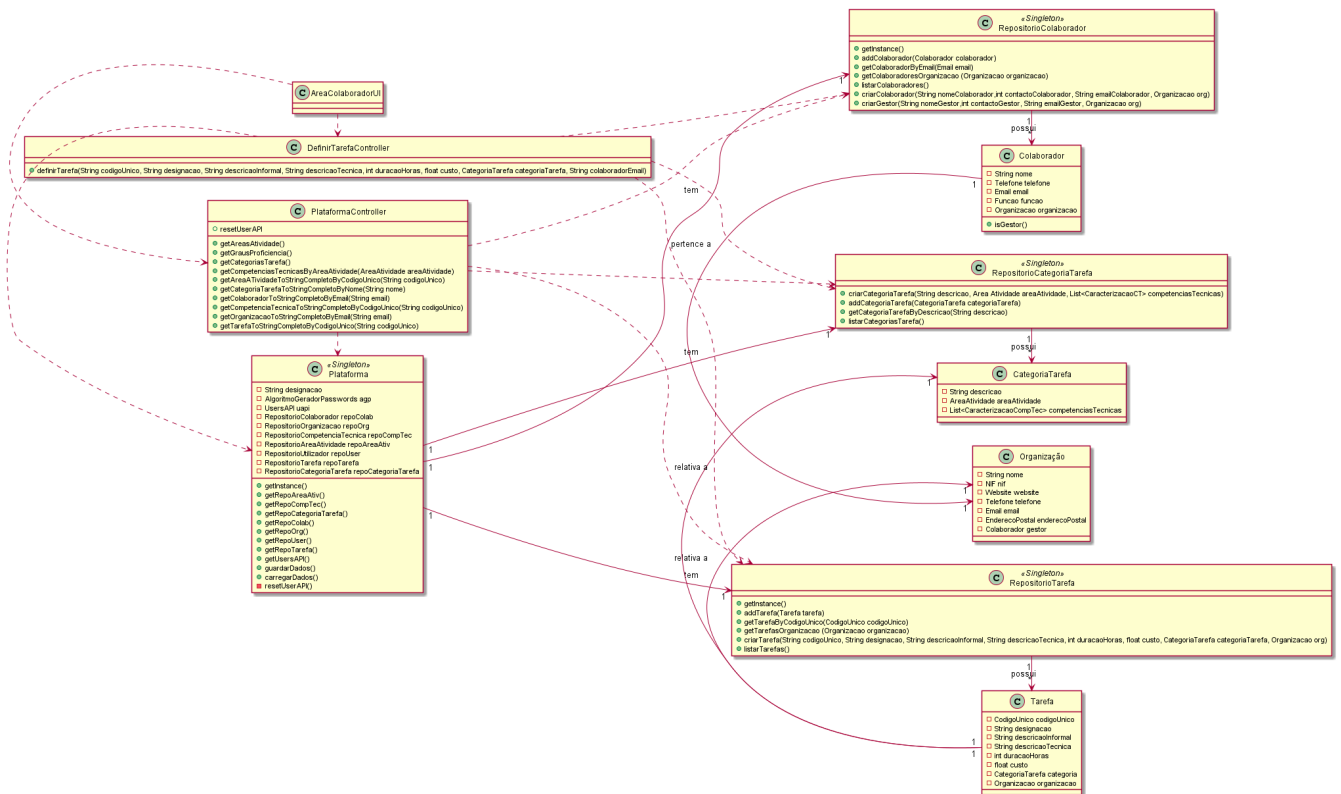 «Singleton»
RepositorioColaborador
getInstance()
addColaborador(Colaborador colaborador)
getColaboradorByEmail(Email email)
getColaboradoresOrganizacao (Organizacao organizacao)
listarColaboradores()
criarColaborador(String nomeColaborador,int contactoColaborador, String emailColaborador, Organizacao org)
criarGestor(String nomeGestor,int contactoGestor, String emailGestor, Organizacao org)
C AreaColaboradorUI
C DefinirTarefaController
definirTarefa(String codigoUnico, String designacao, String descricaoInformal, String descricaoTecnica, int duracaoHoras, float custo, CategoriaTarefa categoriaTarefa, String colaboradorEmail)
1
1
possui
C Colaborador
String nome
Telefone telefone
Email email
Funcao funcao
Organizacao organizacao
isGestor()
1
tem
C PlataformaController
resetUserAPI
getAreasAtividade()
getGrausProficiencia()
getCategoriasTarefa()
getCompetenciasTecnicasByAreaAtividade(AreaAtividade areaAtividade)
getAreaATividadeToStringCompletoByCodigoUnico(String codigoUnico)
getCategoriaTarefaToStringCompletoByNome(String nome)
getColaboradorToStringCompletoByEmail(String email)
getCompetenciaTecnicaToStringCompletoByCodigoUnico(String codigoUnico)
getOrganizacaoToStringCompletoByEmail(String email)
getTarefaToStringCompletoByCodigoUnico(String codigoUnico)
pertence a
«Singleton»
RepositorioCategoriaTarefa
criarCategoriaTarefa(String descricao, Area Atividade areaAtividade, List<CaracterizacaoCT> competenciasTecnicas)
addCategoriaTarefa(CategoriaTarefa categoriaTarefa)
getCategoriaTarefaByDescricao(String descricao)
listarCategoriasTarefa()
1
tem
1
possui
C CategoriaTarefa
String descricao
AreaAtividade areaAtividade
List<CaracterizacaoCompTec> competenciasTecnicas
1
«Singleton»
Plataforma
String designacao
AlgoritmoGeradorPasswords agp
UsersAPI uapi
RepositorioColaborador repoColab
RepositorioOrganizacao repoOrg
RepositorioCompetenciaTecnica repoCompTec
RepositorioAreaAtividade repoAreaAtiv
RepositorioUtilizador repoUser
RepositorioTarefa repoTarefa
RepositorioCategoriaTarefa repoCategoriaTarefa
getInstance()
getRepoAreaAtiv()
getRepoCompTec()
getRepoCategoriaTarefa()
getRepoColab()
getRepoOrg()
getRepoUser()
getRepoTarefa()
getUsersAPI()
guardarDados()
carregarDados()
resetUserAPI()
1
1
1
relativa a
C Organização
String nome
NIF nif
Website website
Telefone telefone
Email email
EnderecoPostal enderecoPostal
Colaborador gestor
1
1
relativa a
tem
1
«Singleton»
RepositorioTarefa
getInstance()
addTarefa(Tarefa tarefa)
getTarefaByCodigoUnico(CodigoUnico codigoUnico)
getTarefasOrganizacao (Organizacao organizacao)
criarTarefa(String codigoUnico, String designacao, String descricaoInformal, String descricaoTecnica, int duracaoHoras, float custo, CategoriaTarefa categoriaTarefa, Organizacao org)
listarTarefas()
1
possui
C Tarefa
CodigoUnico codigoUnico
String designacao
String descricaoInformal
String descricaoTecnica
int duracaoHoras
float custo
CategoriaTarefa categoria
Organizacao organizacao
1
1